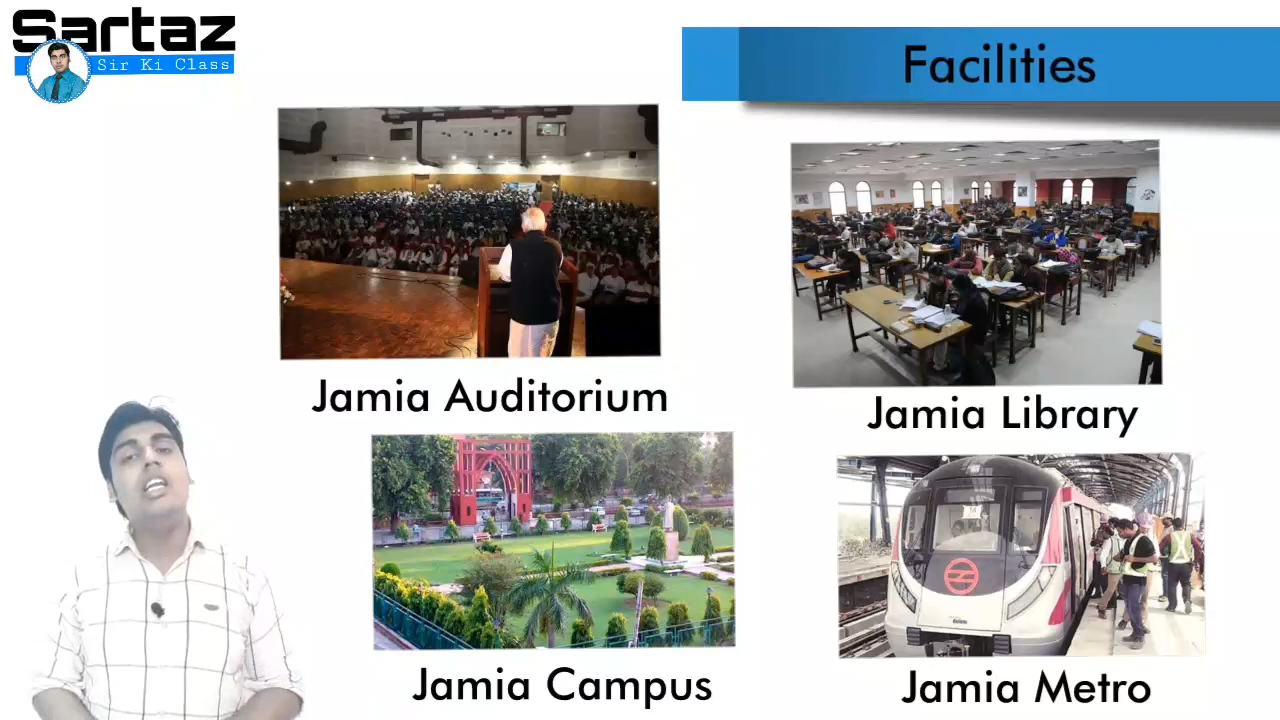 Sartaz
Sir Ki Class
Facilities
Jamia Auditorium
Jamia Library
Jamia Campus
Jamia Metro